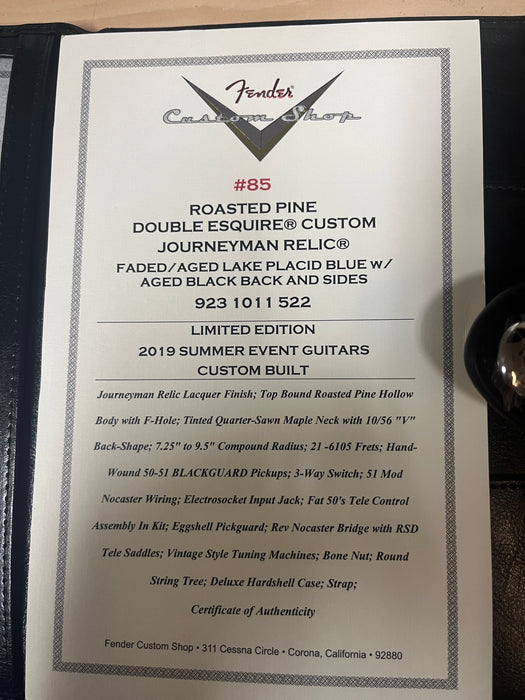 Fender®
Custom Shop
#85
ROASTED PINE
DOUBLE ESQUIRE® CUSTOM
JOURNEYMAN RELIC®
FADED/AGED LAKE PLACID BLUE W/
AGED BLACK BACK AND SIDES
923 1011 522
LIMITED EDITION
2019 SUMMER EVENT GUITARS
CUSTOM BUILT
Journeyman Relic Lacquer Finish; Top Bound Roasted Pine Hollow
Body with F-Hole; Tinted Quarter-Sawn Maple Neck with 10/56 "V"
Back-Shape; 7.25" to 9.5" Compound Radius; 21 -6105 Frets; Hand-
Wound 50-51 BLACKGUARD Pickups; 3-Way Switch; 51 Mod
Nocaster Wiring; Electrosocket Input Jack; Fat 50's Tele Control
Assembly In Kit; Eggshell Pickguard; Rev Nocaster Bridge with RSD
Tele Saddles; Vintage Style Tuning Machines; Bone Nut; Round
String Tree; Deluxe Hardshell Case; Strap;
Certificate of Authenticity
Fender Custom Shop • 311 Cessna Circle • Corona, California • 92880